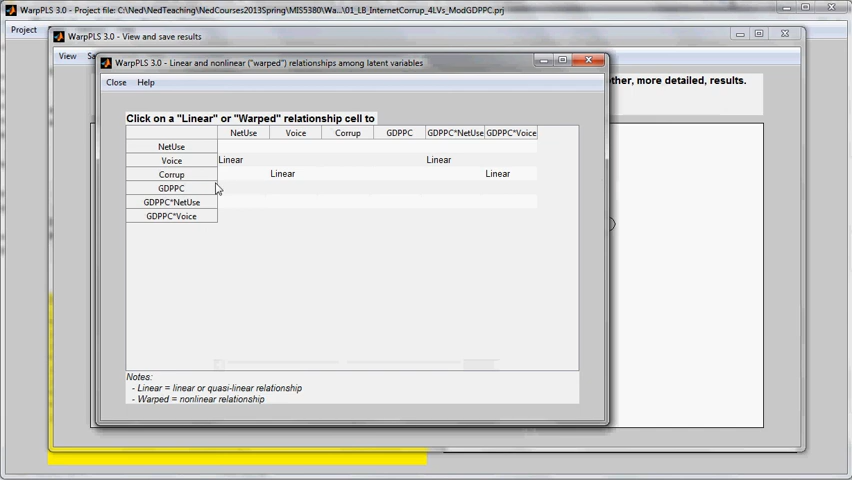 WarpPLS 3.0 - Project file: C:\Ned\NedTeaching\NedCourses2013Spring\MIS5380\Wa...\01_LB_InternetCorrup_4LVs_ModGDPPC.prj
Project
WarpPLS 3.0 - View and save results
View Sa
WarpPLS 3.0 - Linear and nonlinear ("warped") relationships among latent variables
Close Help
other, more detailed, results.
Click on a "Linear" or "Warped" relationship cell to
NetUse Voice Corrup GDPPC GDPPC*NetUse GDPPC*Voice
NetUse
Voice Linear Linear
Corrup Linear Linear
GDPPC
GDPPC*NetUse
GDPPC*Voice
Notes:
- Linear = linear or quasi-linear relationship
- Warped = nonlinear relationship